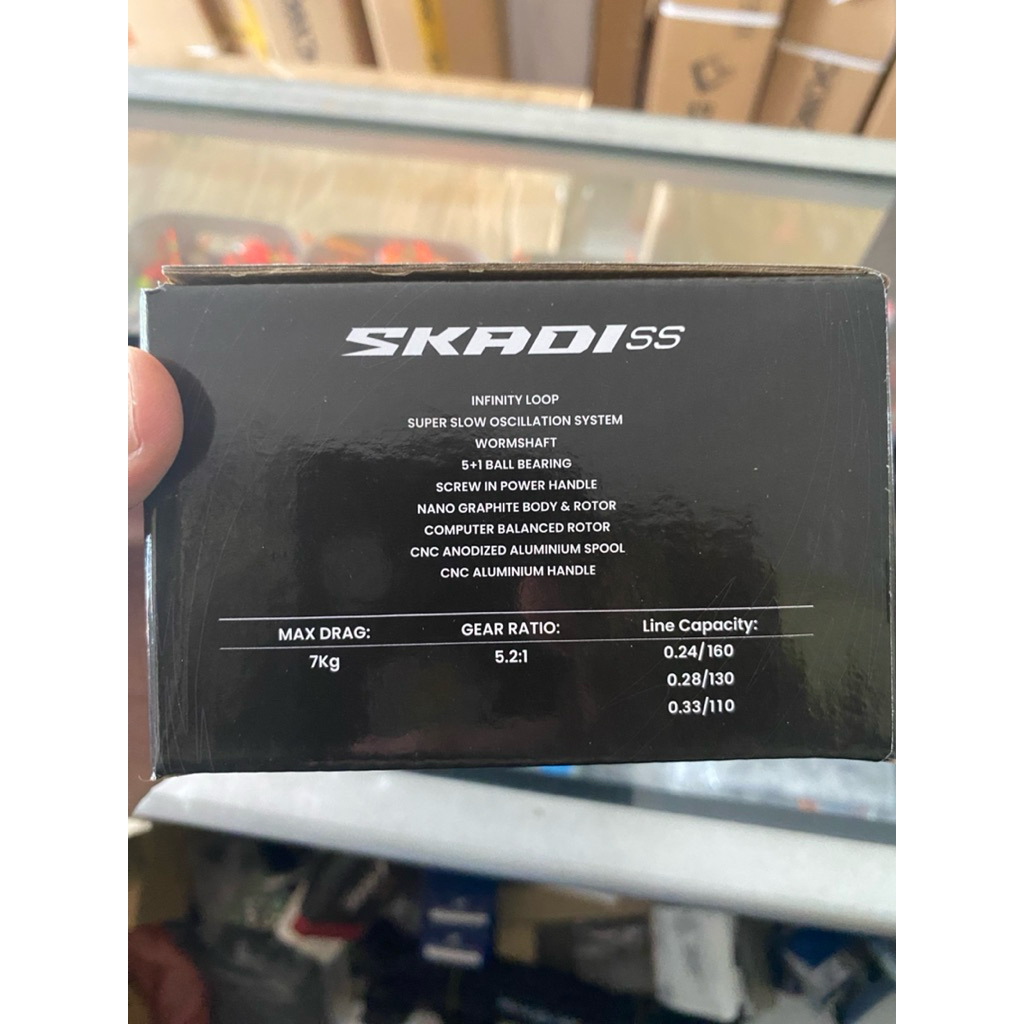 SKADI SS
INFINITY LOOP
SUPER SLOW OSCILLATION SYSTEM
WORMSHAFT
5+1 BALL BEARING
SCREW IN POWER HANDLE
NANO GRAPHITE BODY & ROTOR
COMPUTER BALANCED ROTOR
CNC ANODIZED ALUMINIUM SPOOL
CNC ALUMINIUM HANDLE
MAX DRAG: GEAR RATIO: Line Capacity:
7Kg 5.2:1 0.24/160
0.28/130
0.33/110